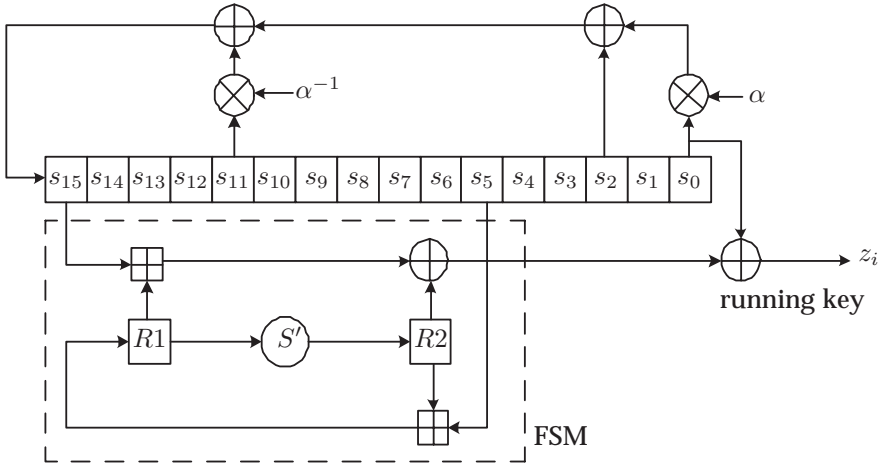 α⁻¹
α
s₁₅ s₁₄ s₁₃ s₁₂ s₁₁ s₁₀ s₉ s₈ s₇ s₆ s₅ s₄ s₃ s₂ s₁ s₀
zᵢ
running key
R1 S′ R2
FSM